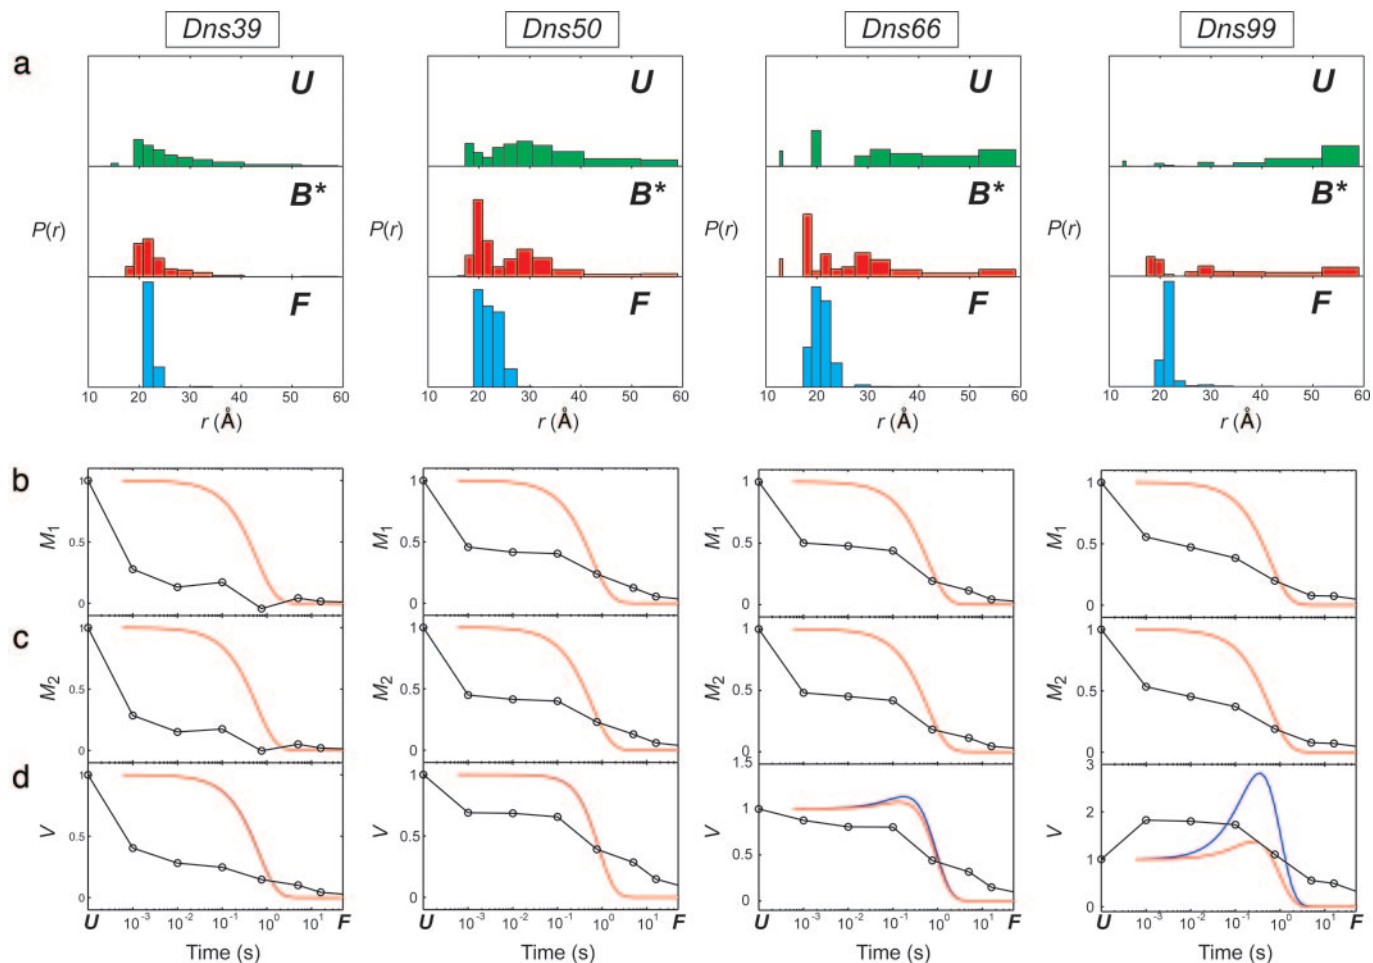 Dns39 Dns50 Dns66 Dns99
a
U U U U
B* B* B* B*
P(r) P(r) P(r) P(r)
F F F F
10 20 30 40 50 60 10 20 30 40 50 60 10 20 30 40 50 60 10 20 30 40 50 60
r (Å) r (Å) r (Å) r (Å)
b
1 1 1 1
M1 0.5 M1 0.5 M1 0.5 M1 0.5
0 0 0 0
c
1 1 1 1
M2 0.5 M2 0.5 M2 0.5 M2 0.5
0 0 0 0
d
1.5 3
1 1 1 2
V 0.5 V 0.5 V 0.5 V 1
0 0 0 0
U 10-3 10-2 10-1 100 101 F U 10-3 10-2 10-1 100 101 F U 10-3 10-2 10-1 100 101 F U 10-3 10-2 10-1 100 101 F
Time (s) Time (s) Time (s) Time (s)